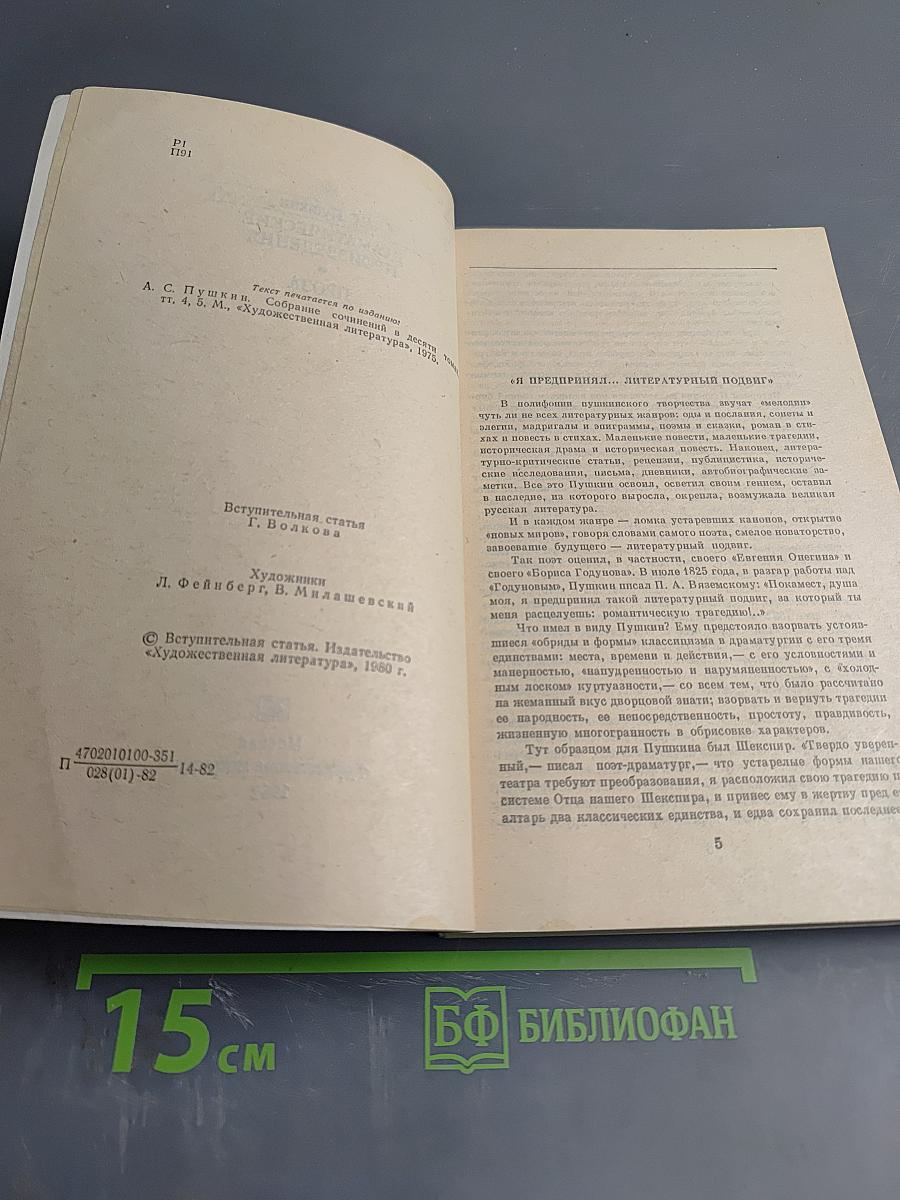 Р1
П91
Текст печатается по изданию:
А. С. Пушкин. Собрание сочинений в десяти томах
тт. 4, 5. М., «Художественная литература», 1975.
Вступительная статья
Г. Волкова
Художники
Л. Фейнберг, В. Милашевский
© Вступительная статья. Издательство
«Художественная литература», 1980 г.
П 4702010100-351
028(01)-82 14-82
«Я ПРЕДПРИНЯЛ... ЛИТЕРАТУРНЫЙ ПОДВИГ»
В полифонии пушкинского творчества звучат «мелодии»
чуть ли не всех литературных жанров: оды и послания, сонеты и
элегии, мадригалы и эпиграммы, поэмы и сказки, роман в сти-
хах и повесть в стихах. Маленькие повести, маленькие трагедии,
историческая драма и историческая повесть. Наконец, литера-
турно-критические статьи, рецензии, публицистика, историче-
ские исследования, письма, дневники, автобиографические за-
метки. Все это Пушкин освоил, осветил своим гением, оставил
в наследие, из которого выросла, окрепла, возмужала великая
русская литература.
И в каждом жанре — ломка устаревших канонов, открытие
«новых миров», говоря словами самого поэта, смелое новаторство,
завоевание будущего — литературный подвиг.
Так поэт оценил, в частности, своего «Евгения Онегина» и
своего «Бориса Годунова». В июле 1825 года, в разгар работы над
«Годуновым», Пушкин писал П. А. Вяземскому: «Покамест, душа
моя, я предпринял такой литературный подвиг, за который ты
меня расцелуешь: романтическую трагедию!..»
Что имел в виду Пушкин? Ему предстояло взорвать устояв-
шиеся «обряды и формы» классицизма в драматургии с его тремя
единствами: места, времени и действия,— с его условностями и
манерностью, «напудренностью и нарумяненностью», с «холод-
ным лоском» куртуазности,— со всем тем, что было рассчитано
на жеманный вкус дворцовой знати; взорвать и вернуть трагедии
ее народность, ее непосредственность, простоту, правдивость,
жизненную многогранность в обрисовке характеров.
Тут образцом для Пушкина был Шекспир. «Твердо уверен-
ный,— писал поэт-драматург,— что устарелые формы нашего
театра требуют преобразования, я расположил свою трагедию п
системе Отца нашего Шекспира, и принес ему в жертву пред е
алтарь два классических единства, и едва сохранил последнее
5
15 см
БФ БИБЛИОФАН